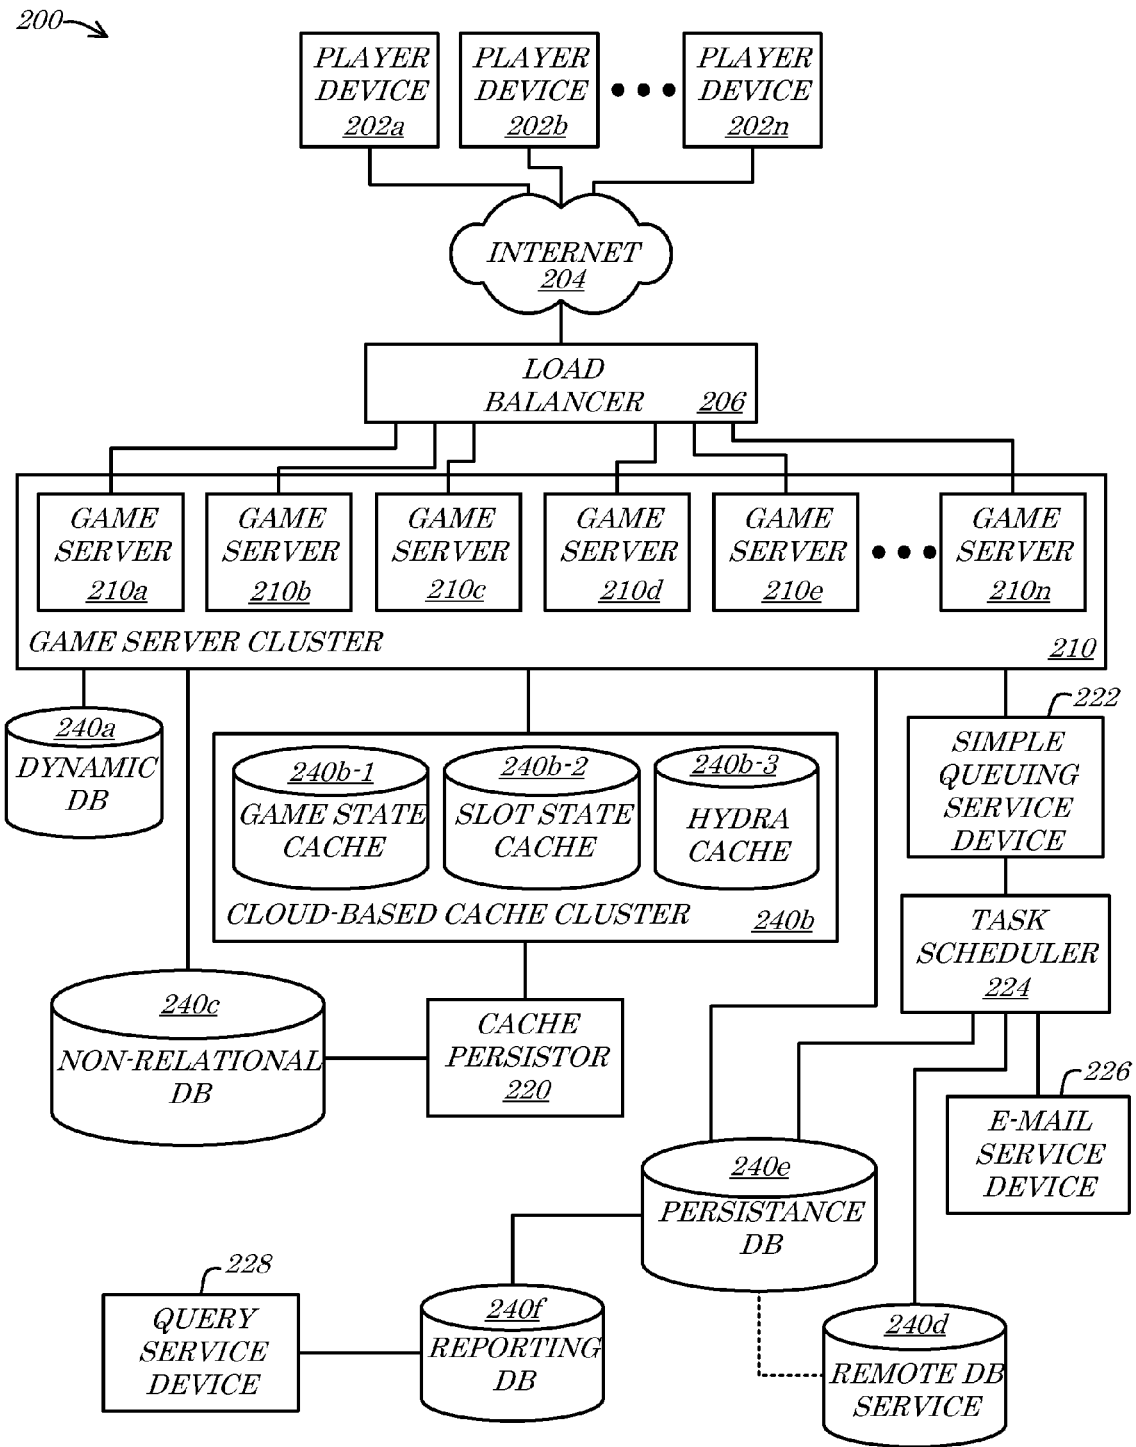 200
PLAYER
DEVICE
202a
PLAYER
DEVICE
202b
PLAYER
DEVICE
202n
INTERNET
204
LOAD
BALANCER
206
GAME
SERVER
210a
GAME
SERVER
210b
GAME
SERVER
210c
GAME
SERVER
210d
GAME
SERVER
210e
GAME
SERVER
210n
GAME SERVER CLUSTER
210
240a
DYNAMIC
DB
240b-1
GAME STATE
CACHE
240b-2
SLOT STATE
CACHE
240b-3
HYDRA
CACHE
CLOUD-BASED CACHE CLUSTER
240b
222
SIMPLE
QUEUING
SERVICE
DEVICE
TASK
SCHEDULER
224
240c
NON-RELATIONAL
DB
CACHE
PERSISTOR
220
226
E-MAIL
SERVICE
DEVICE
240e
PERSISTANCE
DB
228
QUERY
SERVICE
DEVICE
240f
REPORTING
DB
240d
REMOTE DB
SERVICE